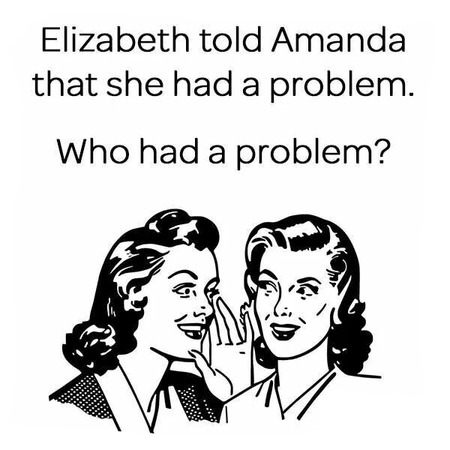 Elizabeth told Amanda
that she had a problem.
Who had a problem?